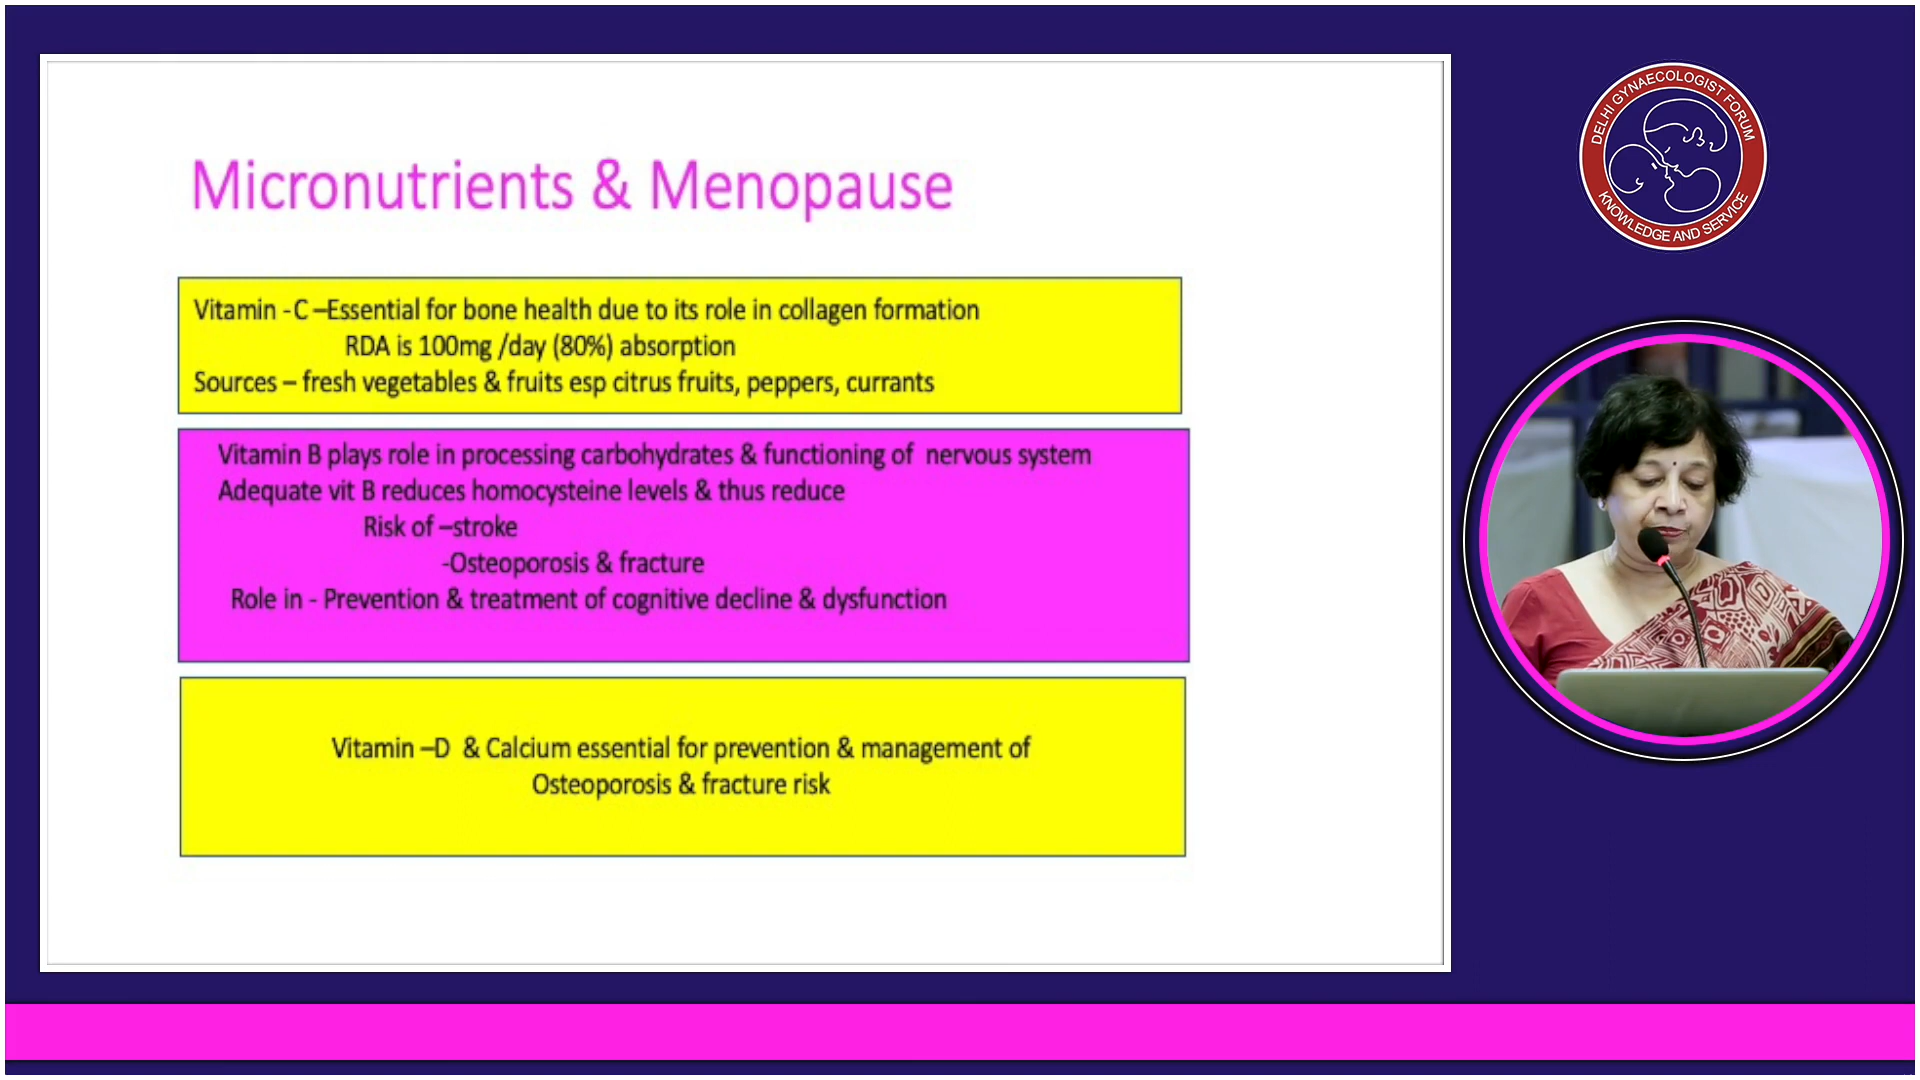 Micronutrients & Menopause
Vitamin -C –Essential for bone health due to its role in collagen formation
RDA is 100mg /day (80%) absorption
Sources – fresh vegetables & fruits esp citrus fruits, peppers, currants
Vitamin B plays role in processing carbohydrates & functioning of nervous system
Adequate vit B reduces homocysteine levels & thus reduce
Risk of –stroke
-Osteoporosis & fracture
Role in - Prevention & treatment of cognitive decline & dysfunction
Vitamin –D & Calcium essential for prevention & management of
Osteoporosis & fracture risk
DELHI GYNAECOLOGIST FORUM
KNOWLEDGE AND SERVICE